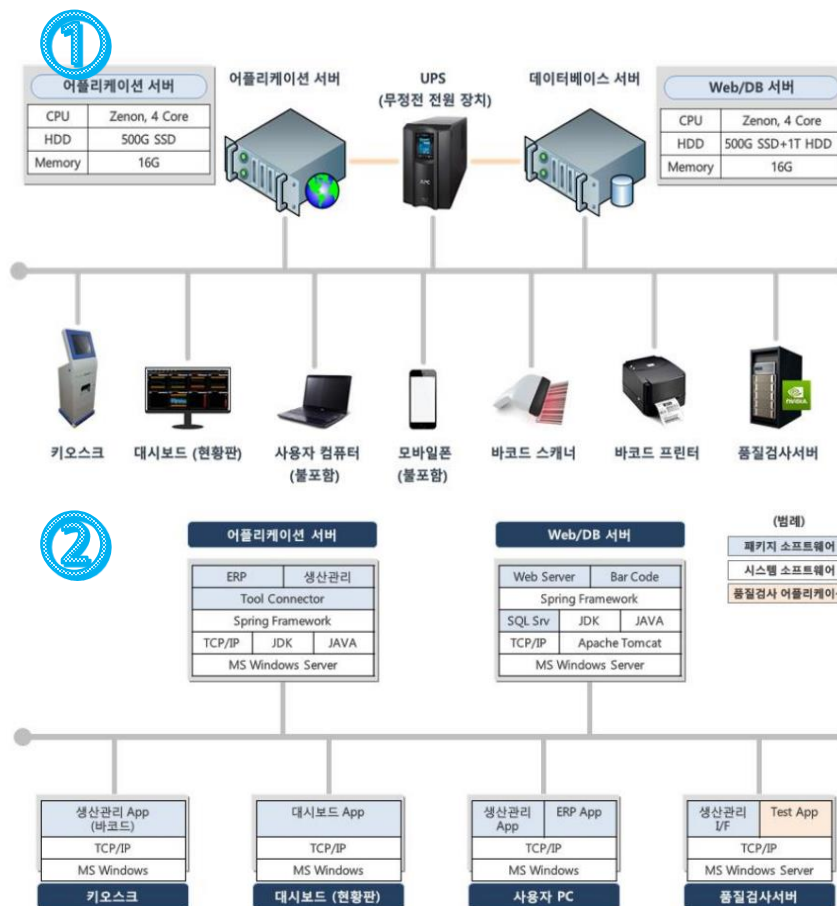 ①
어플리케이션 서버
CPU Zenon, 4 Core
HDD 500G SSD
Memory 16G
어플리케이션 서버
UPS
(무정전 전원 장치)
데이터베이스 서버
Web/DB 서버
CPU Zenon, 4 Core
HDD 500G SSD+1T HDD
Memory 16G
APC
NVIDIA
키오스크
대시보드 (현황판)
사용자 컴퓨터
(불포함)
모바일폰
(불포함)
바코드 스캐너
바코드 프린터
품질검사서버
②
어플리케이션 서버
ERP 생산관리
Tool Connector
Spring Framework
TCP/IP JDK JAVA
MS Windows Server
Web/DB 서버
Web Server Bar Code
Spring Framework
SQL Srv JDK JAVA
TCP/IP Apache Tomcat
MS Windows Server
(범례)
패키지 소프트웨어
시스템 소프트웨어
품질검사 어플리케이
생산관리 App
(바코드)
TCP/IP
MS Windows
키오스크
대시보드 App
TCP/IP
MS Windows
대시보드 (현황판)
생산관리
App
ERP App
TCP/IP
MS Windows
사용자 PC
생산관리
I/F
Test App
TCP/IP
MS Windows Server
품질검사서버